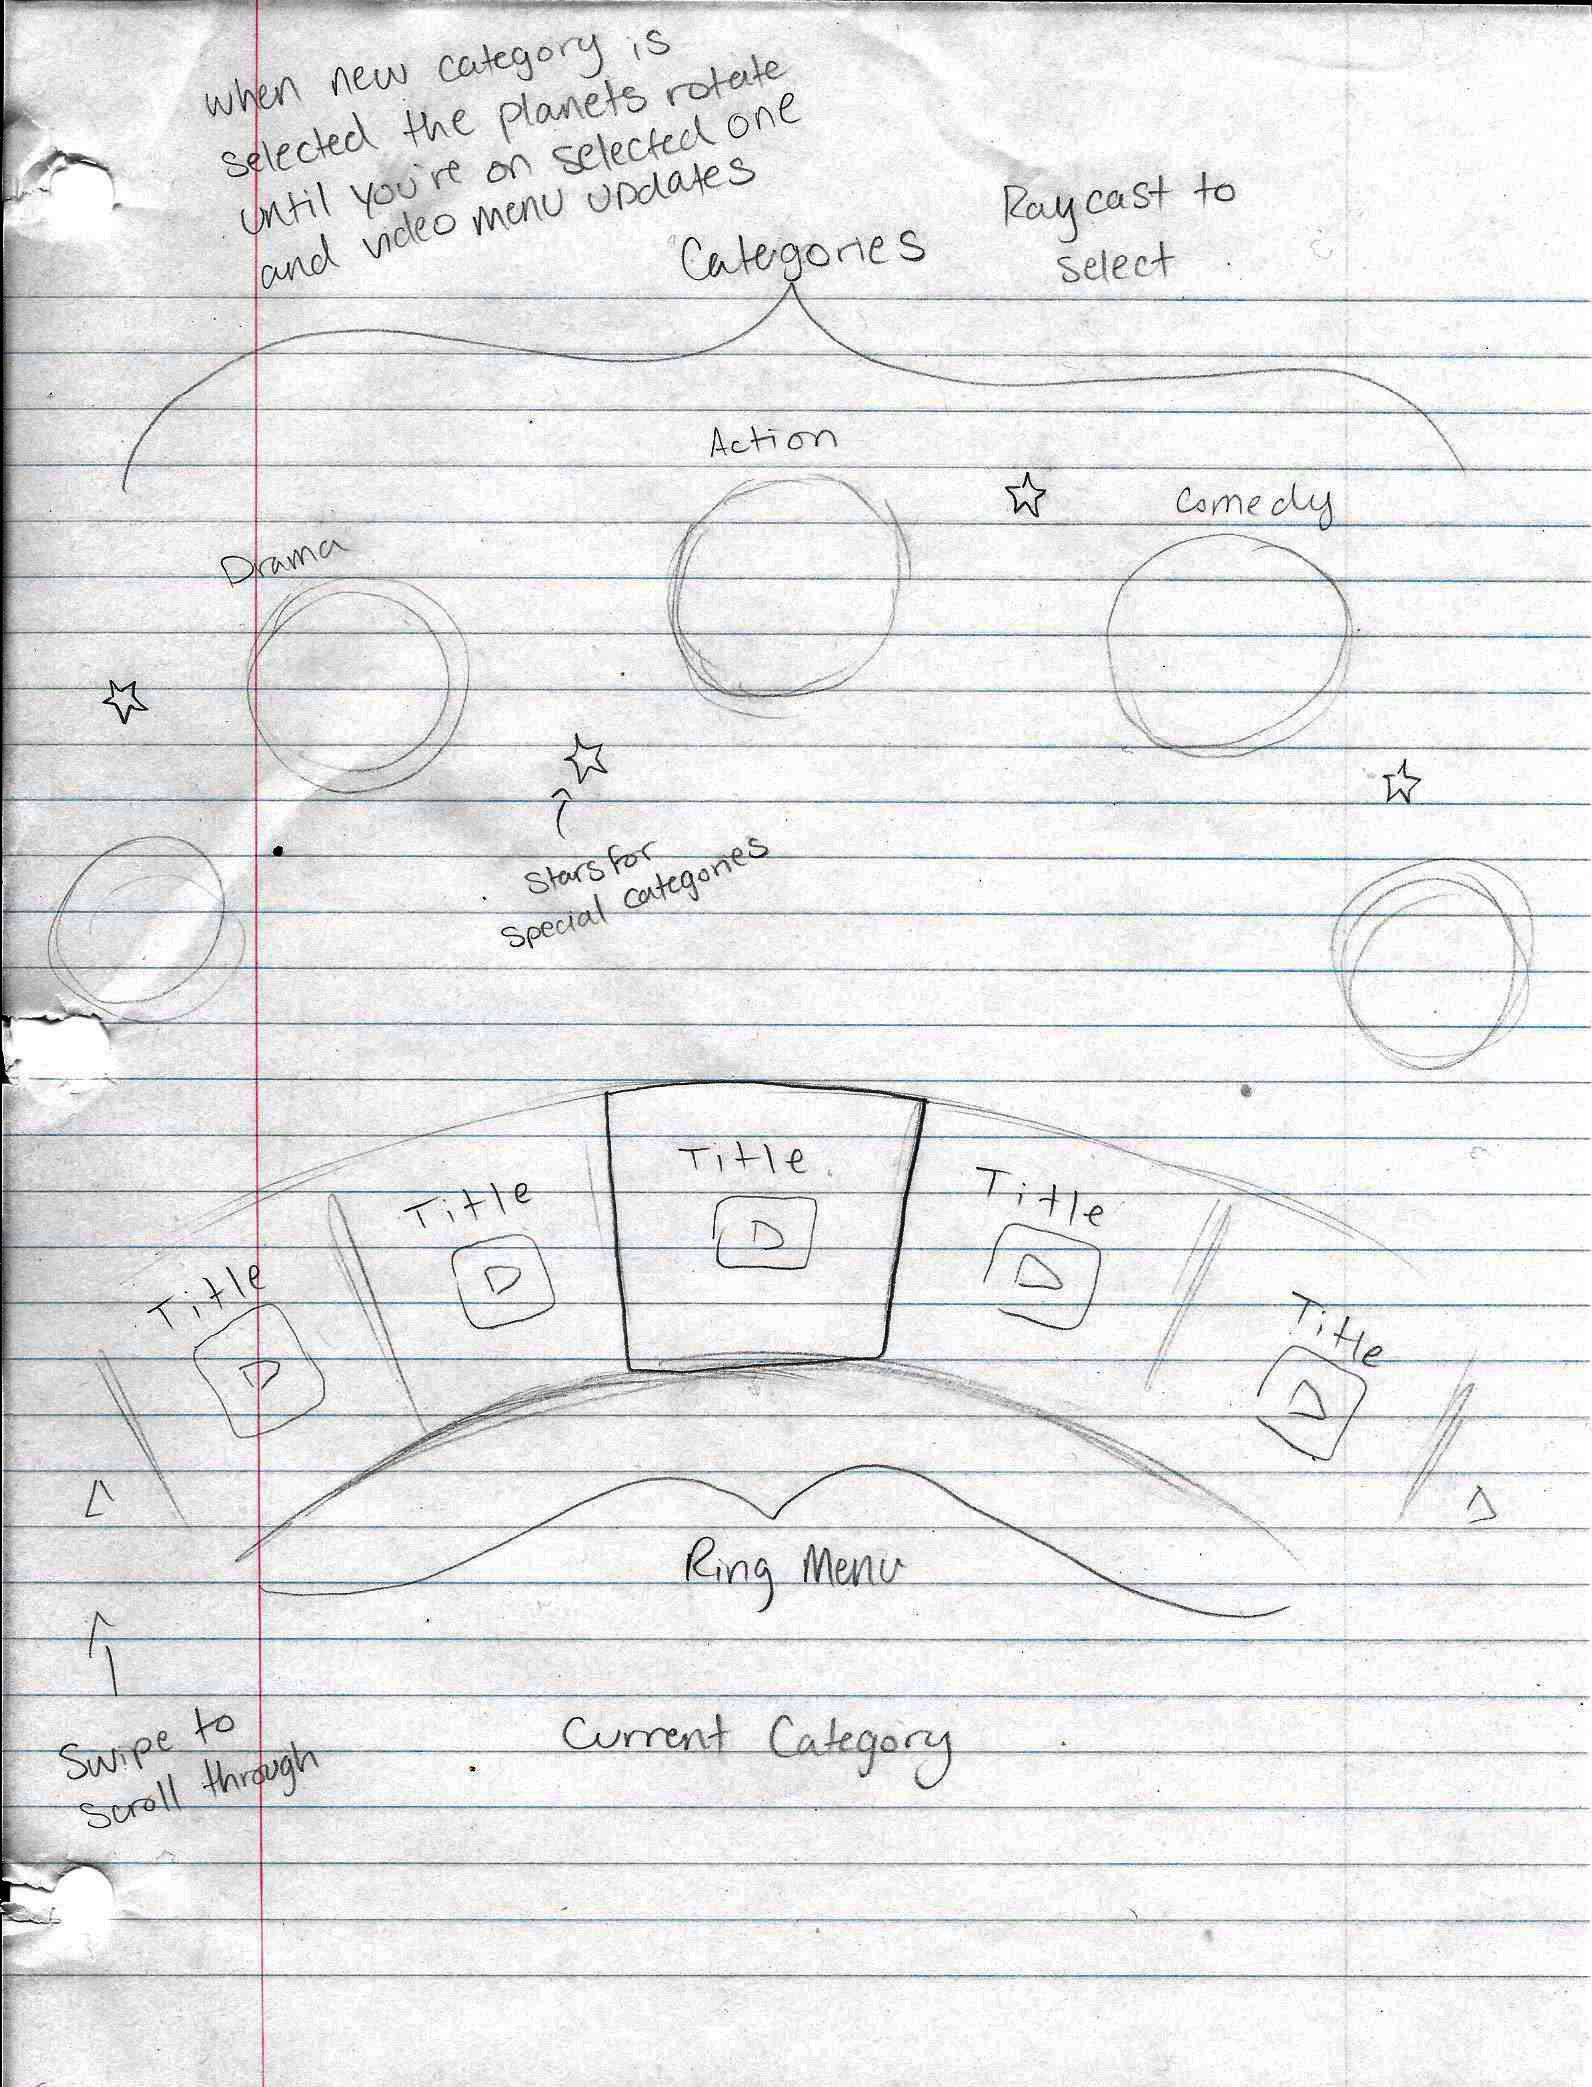 when new category is
selected the planets rotate
until you're on selected one
and video menu updates
Raycast to
select
Categories
Action
Comedy
Drama
Stars for
special categories
Title
Title
Title
Title
Title
Ring Menu
Swipe to
scroll through
Current Category